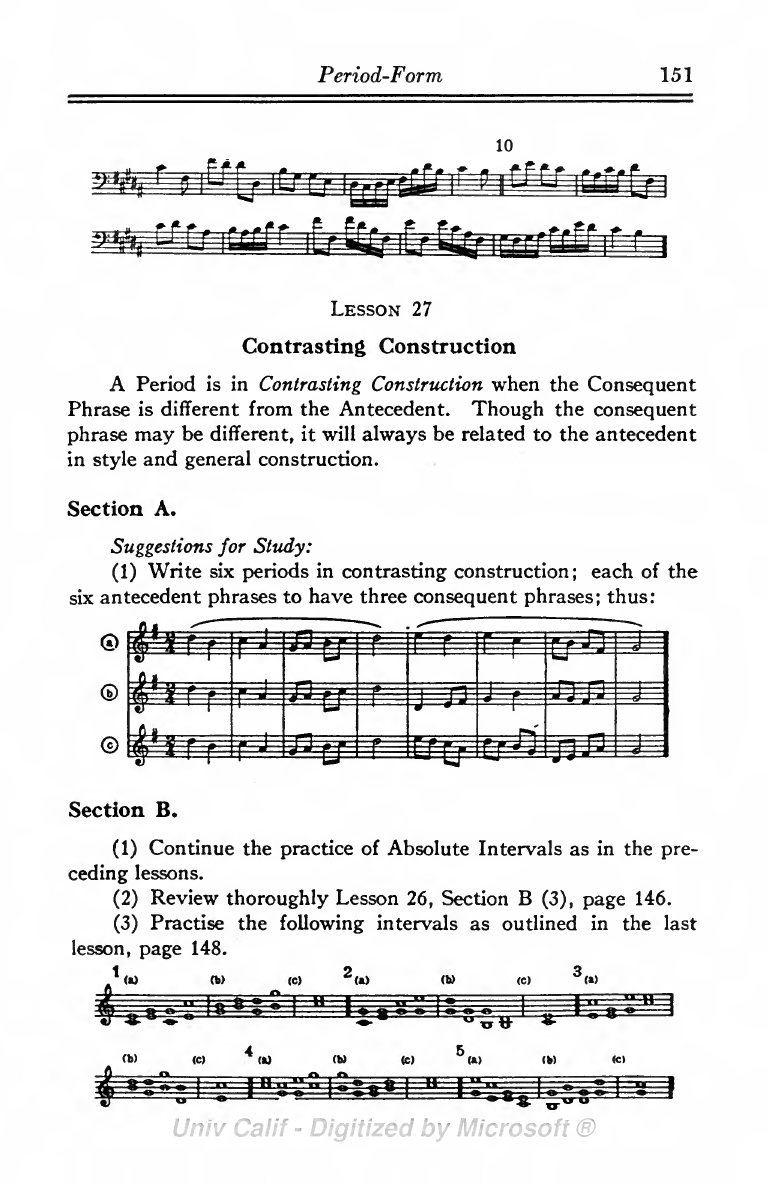 Period-Form 151
10
Lesson 27
Contrasting Construction
A Period is in Contrasting Construction when the Consequent
Phrase is different from the Antecedent. Though the consequent
phrase may be different, it will always be related to the antecedent
in style and general construction.
Section A.
Suggestions for Study:
(1) Write six periods in contrasting construction; each of the
six antecedent phrases to have three consequent phrases; thus:
(a)
(b)
(c)
Section B.
(1) Continue the practice of Absolute Intervals as in the pre-
ceding lessons.
(2) Review thoroughly Lesson 26, Section B (3), page 146.
(3) Practise the following intervals as outlined in the last
lesson, page 148.
1 (a) (b) (c) 2 (a) (b) (c) 3 (a)
(b) (c) 4 (a) (b) (c) 5 (a) (b) (c)
Univ Calif - Digitized by Microsoft ®